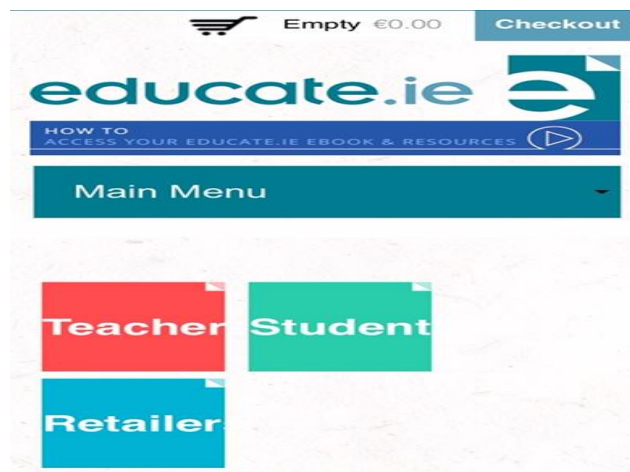 Empty €0.00 Checkout
educate.ie e
HOW TO
ACCESS YOUR EDUCATE.IE EBOOK & RESOURCES
Main Menu
Teacher Student
Retailer